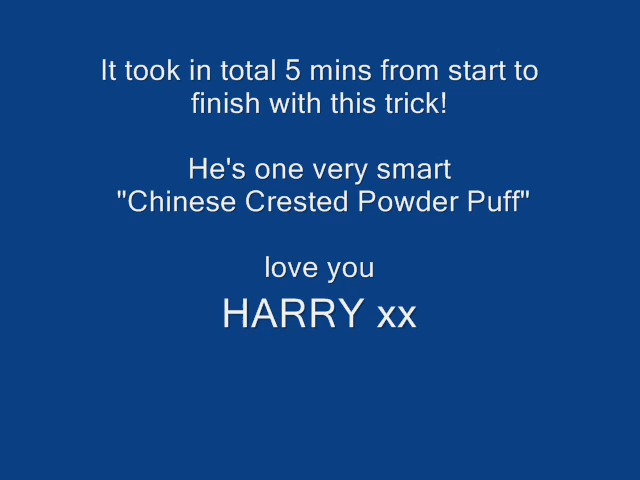 It took in total 5 mins from start to
finish with this trick!
He's one very smart
"Chinese Crested Powder Puff"
love you
HARRY xx